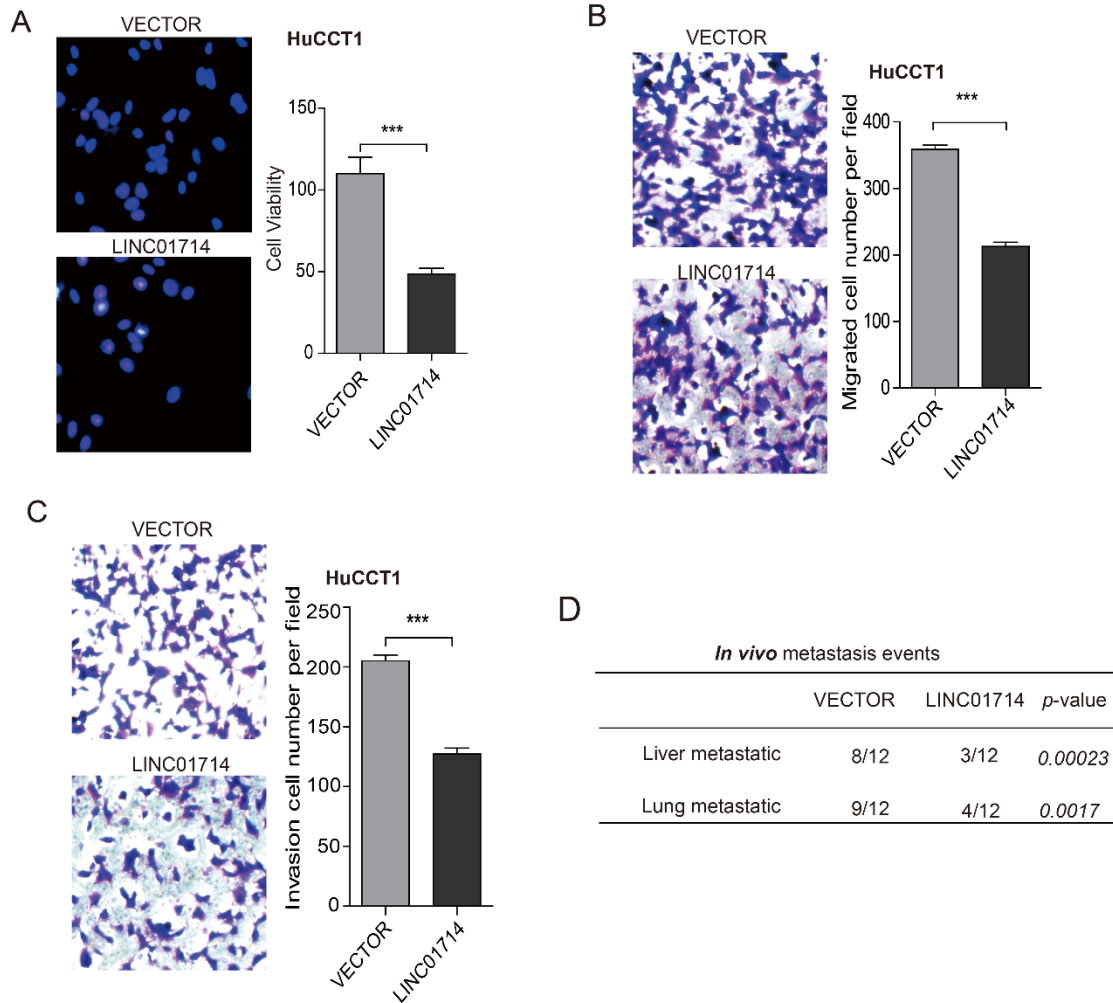 A
VECTOR
LINC01714
HuCCT1
Cell Viability
150
100
50
0
***
VECTOR
LINC01714
B
VECTOR
LINC01714
HuCCT1
Migrated cell number per field
400
300
200
100
0
***
VECTOR
LINC01714
C
VECTOR
LINC01714
HuCCT1
Invasion cell number per field
250
200
150
100
50
0
***
VECTOR
LINC01714
D
In vivo metastasis events
VECTOR LINC01714 p-value
Liver metastatic 8/12 3/12 0.00023
Lung metastatic 9/12 4/12 0.0017